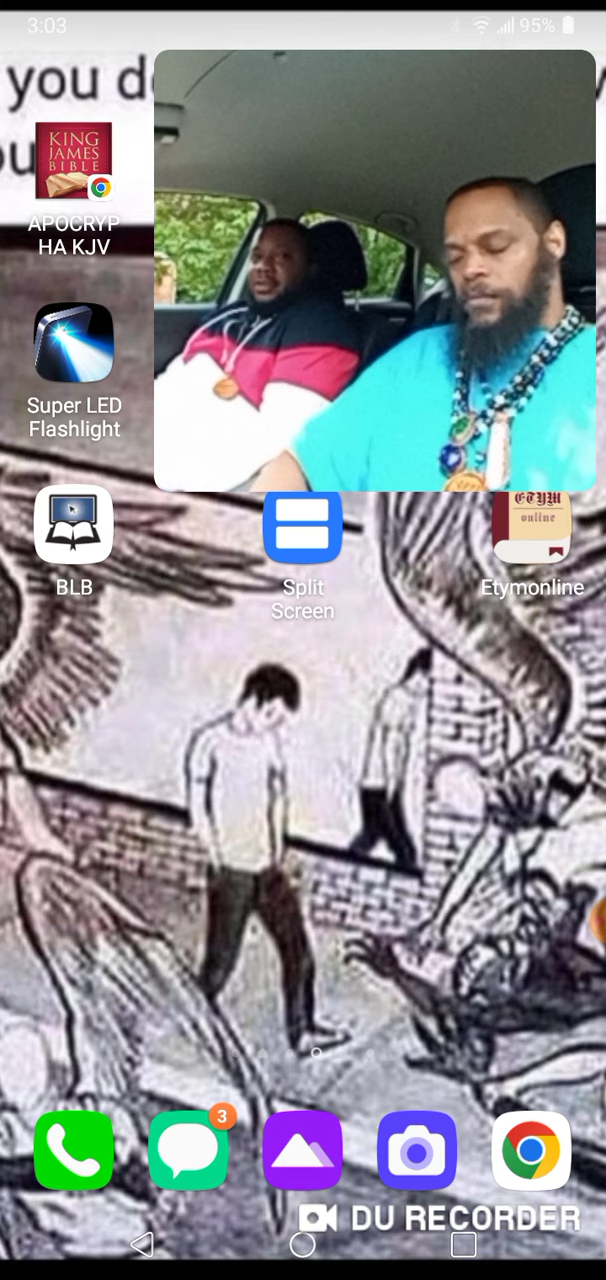 3:03
95%
you d
ou
KING
JAMES
BIBLE
APOCRYP
HA KJV
Super LED
Flashlight
ETYM
online
BLB
Split
Screen
Etymonline
3
DU RECORDER